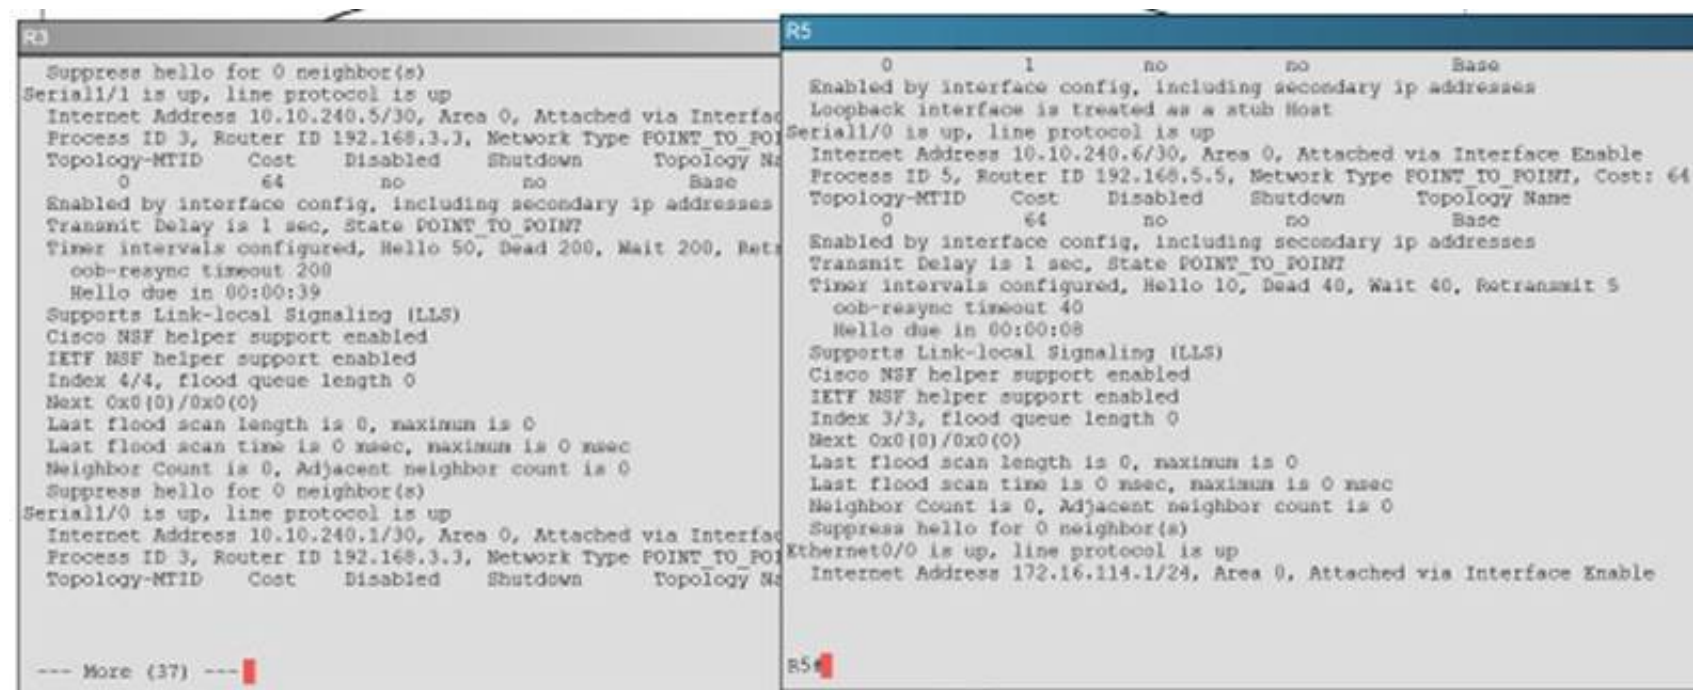 R3
Suppress hello for 0 neighbor(s)
Serial1/1 is up, line protocol is up
Internet Address 10.10.240.5/30, Area 0, Attached via Interfac
Process ID 3, Router ID 192.168.3.3, Network Type POINT_TO_POI
Topology-MTID Cost Disabled Shutdown Topology Na
0 64 no no Base
Enabled by interface config, including secondary ip addresses
Transmit Delay is 1 sec, State POINT_TO_POINT
Timer intervals configured, Hello 50, Dead 200, Wait 200, Retr
oob-resync timeout 200
Hello due in 00:00:39
Supports Link-local Signaling (LLS)
Cisco NSF helper support enabled
IETF NSF helper support enabled
Index 4/4, flood queue length 0
Next 0x0(0)/0x0(0)
Last flood scan length is 0, maximum is 0
Last flood scan time is 0 msec, maximum is 0 msec
Neighbor Count is 0, Adjacent neighbor count is 0
Suppress hello for 0 neighbor(s)
Serial1/0 is up, line protocol is up
Internet Address 10.10.240.1/30, Area 0, Attached via Interfac
Process ID 3, Router ID 192.168.3.3, Network Type POINT_TO_POI
Topology-MTID Cost Disabled Shutdown Topology Na
--- More (37) ---
R5
0 1 no no Base
Enabled by interface config, including secondary ip addresses
Loopback interface is treated as a stub Host
Serial1/0 is up, line protocol is up
Internet Address 10.10.240.6/30, Area 0, Attached via Interface Enable
Process ID 5, Router ID 192.168.5.5, Network Type POINT_TO_POINT, Cost: 64
Topology-MTID Cost Disabled Shutdown Topology Name
0 64 no no Base
Enabled by interface config, including secondary ip addresses
Transmit Delay is 1 sec, State POINT_TO_POINT
Timer intervals configured, Hello 10, Dead 40, Wait 40, Retransmit 5
oob-resync timeout 40
Hello due in 00:00:08
Supports Link-local Signaling (LLS)
Cisco NSF helper support enabled
IETF NSF helper support enabled
Index 3/3, flood queue length 0
Next 0x0(0)/0x0(0)
Last flood scan length is 0, maximum is 0
Last flood scan time is 0 msec, maximum is 0 msec
Neighbor Count is 0, Adjacent neighbor count is 0
Suppress hello for 0 neighbor(s)
Ethernet0/0 is up, line protocol is up
Internet Address 172.16.114.1/24, Area 0, Attached via Interface Enable
R5#